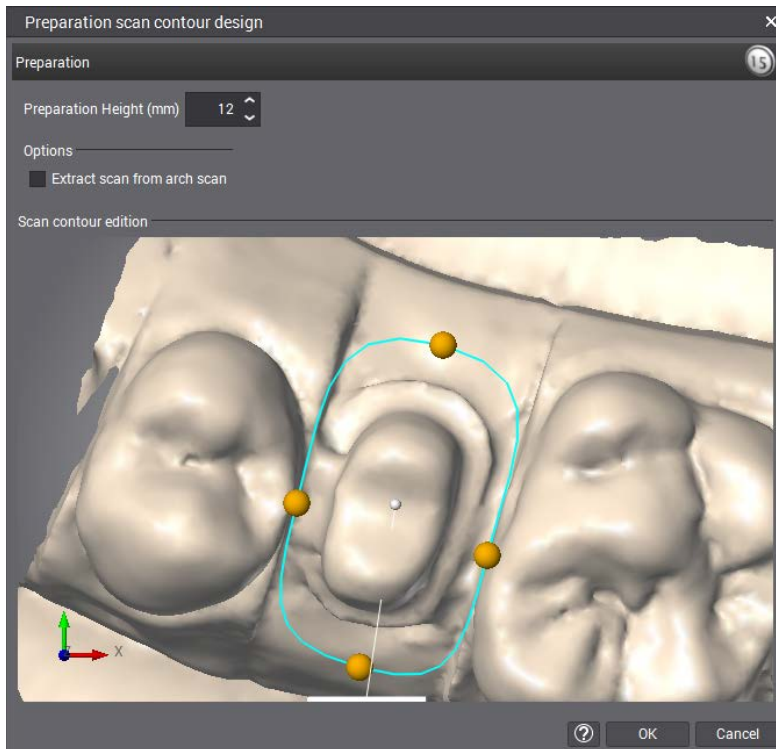 Preparation scan contour design
Preparation
15
Preparation Height (mm) 12
Options
Extract scan from arch scan
Scan contour edition
X
? OK Cancel